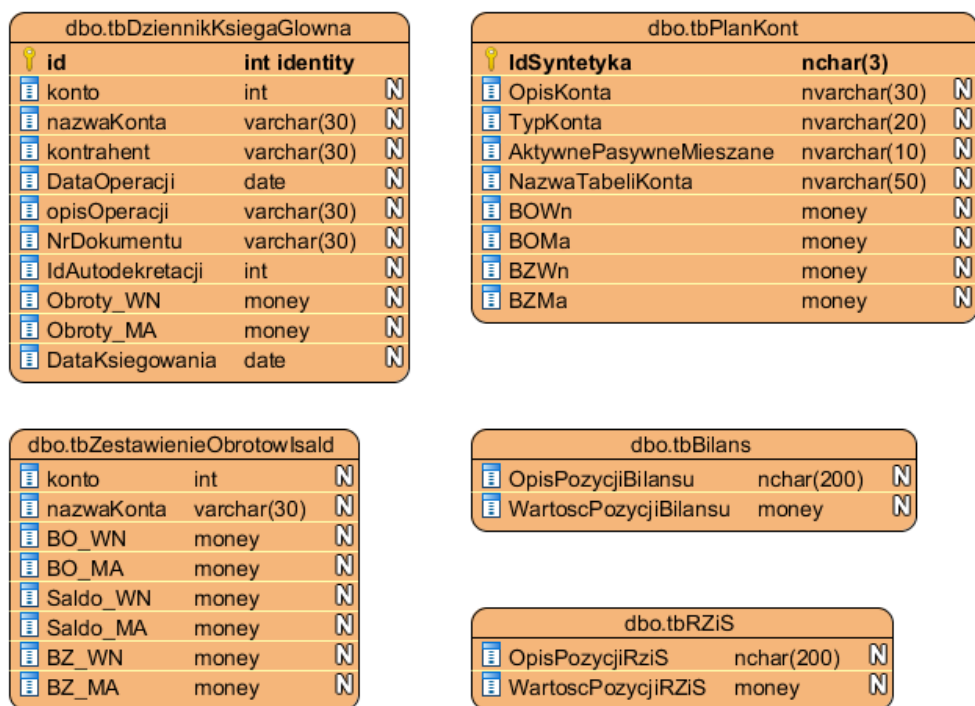 dbo.tbDziennikKsiegaGlowna
id int identity
konto int N
nazwaKonta varchar(30) N
kontrahent varchar(30) N
DataOperacji date N
opisOperacji varchar(30) N
NrDokumentu varchar(30) N
IdAutodekretacji int N
Obroty_WN money N
Obroty_MA money N
DataKsiegowania date N
dbo.tbPlanKont
IdSyntetyka nchar(3)
OpisKonta nvarchar(30) N
TypKonta nvarchar(20) N
AktywnePasywneMieszane nvarchar(10) N
NazwaTabeliKonta nvarchar(50) N
BOWn money N
BOMa money N
BZWn money N
BZMa money N
dbo.tbZestawienieObrotowIsald
konto int N
nazwaKonta varchar(30) N
BO_WN money N
BO_MA money N
Saldo_WN money N
Saldo_MA money N
BZ_WN money N
BZ_MA money N
dbo.tbBilans
OpisPozycjiBilansu nchar(200) N
WartoscPozycjiBilansu money N
dbo.tbRZiS
OpisPozycjiRziS nchar(200) N
WartoscPozycjiRZiS money N